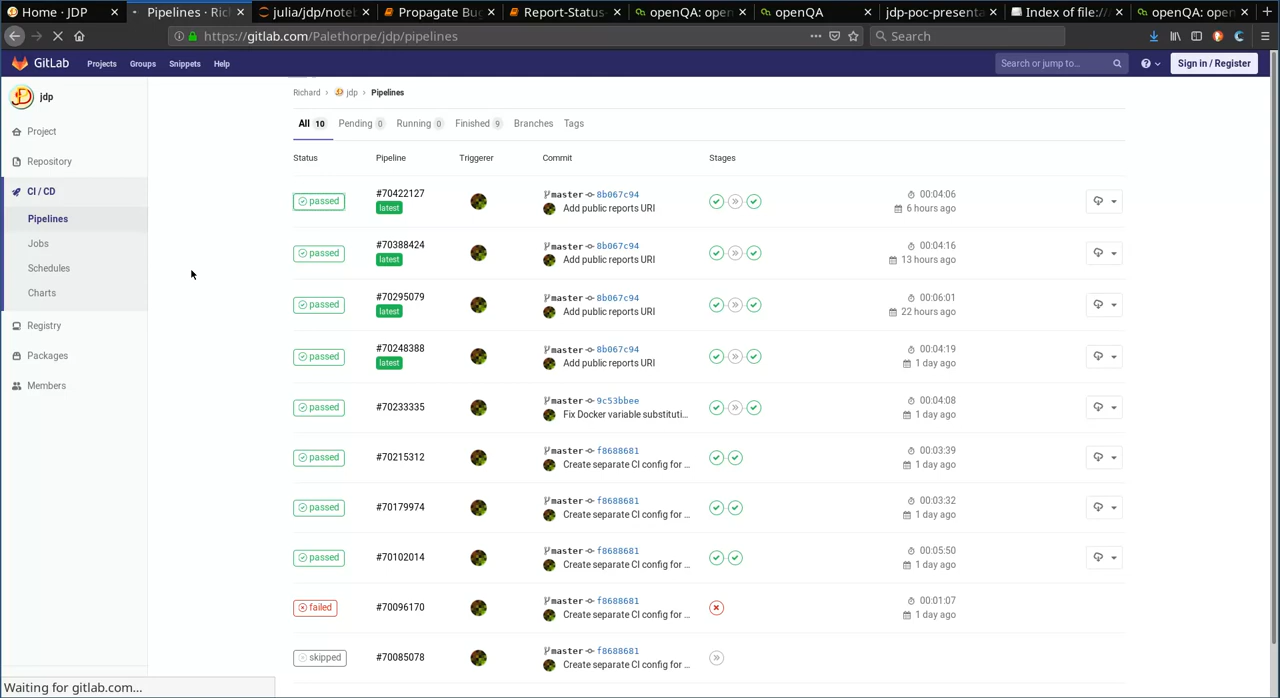 Home · JDP
Pipelines · Ric
julia/jdp/note
Propagate Bug
Report-Status-
openQA: open
openQA
jdp-poc-presenta
Index of file:///
openQA: open
https://gitlab.com/Palethorpe/jdp/pipelines
Search
GitLab
Projects
Groups
Snippets
Help
Search or jump to...
Sign in / Register
jdp
Project
Repository
CI / CD
Pipelines
Jobs
Schedules
Charts
Registry
Packages
Members
Richard › jdp › Pipelines
All 10
Pending 0
Running 0
Finished 9
Branches
Tags
Status Pipeline Triggerer Commit Stages
passed #70422127 master 8b067c94 00:04:06
latest Add public reports URI 6 hours ago
passed #70388424 master 8b067c94 00:04:16
latest Add public reports URI 13 hours ago
passed #70295079 master 8b067c94 00:06:01
latest Add public reports URI 22 hours ago
passed #70248388 master 8b067c94 00:04:19
latest Add public reports URI 1 day ago
passed #70233335 master 9c53bbee 00:04:08
Fix Docker variable substituti... 1 day ago
passed #70215312 master f8688681 00:03:39
Create separate CI config for ... 1 day ago
passed #70179974 master f8688681 00:03:32
Create separate CI config for ... 1 day ago
passed #70102014 master f8688681 00:05:50
Create separate CI config for ... 1 day ago
failed #70096170 master f8688681 00:01:07
Create separate CI config for ... 1 day ago
skipped #70085078 master f8688681
Create separate CI config for ...
Waiting for gitlab.com...